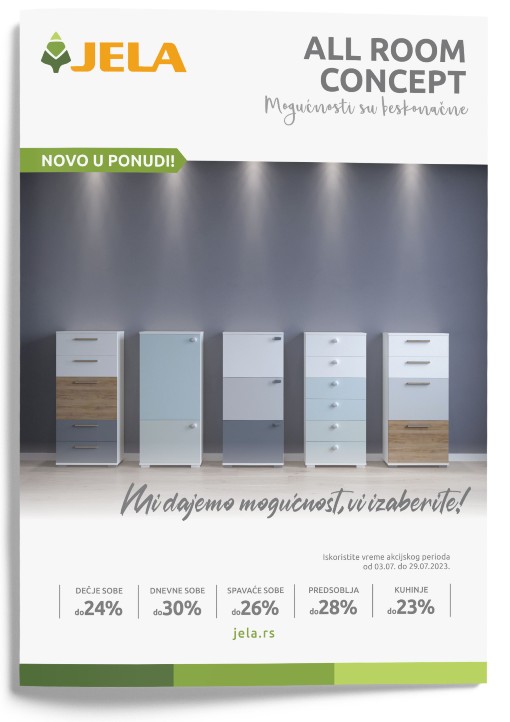 JELA
ALL ROOM
CONCEPT
Mogućnosti su beskonačne
NOVO U PONUDI!
Mi dajemo mogućnost, vi izaberite!
Iskoristite vreme akcijskog perioda
od 03.07. do 29.07.2023.
DEČJE SOBE
do24%
DNEVNE SOBE
do30%
SPAVAĆE SOBE
do26%
PREDSOBLJA
do28%
KUHINJE
do23%
jela.rs